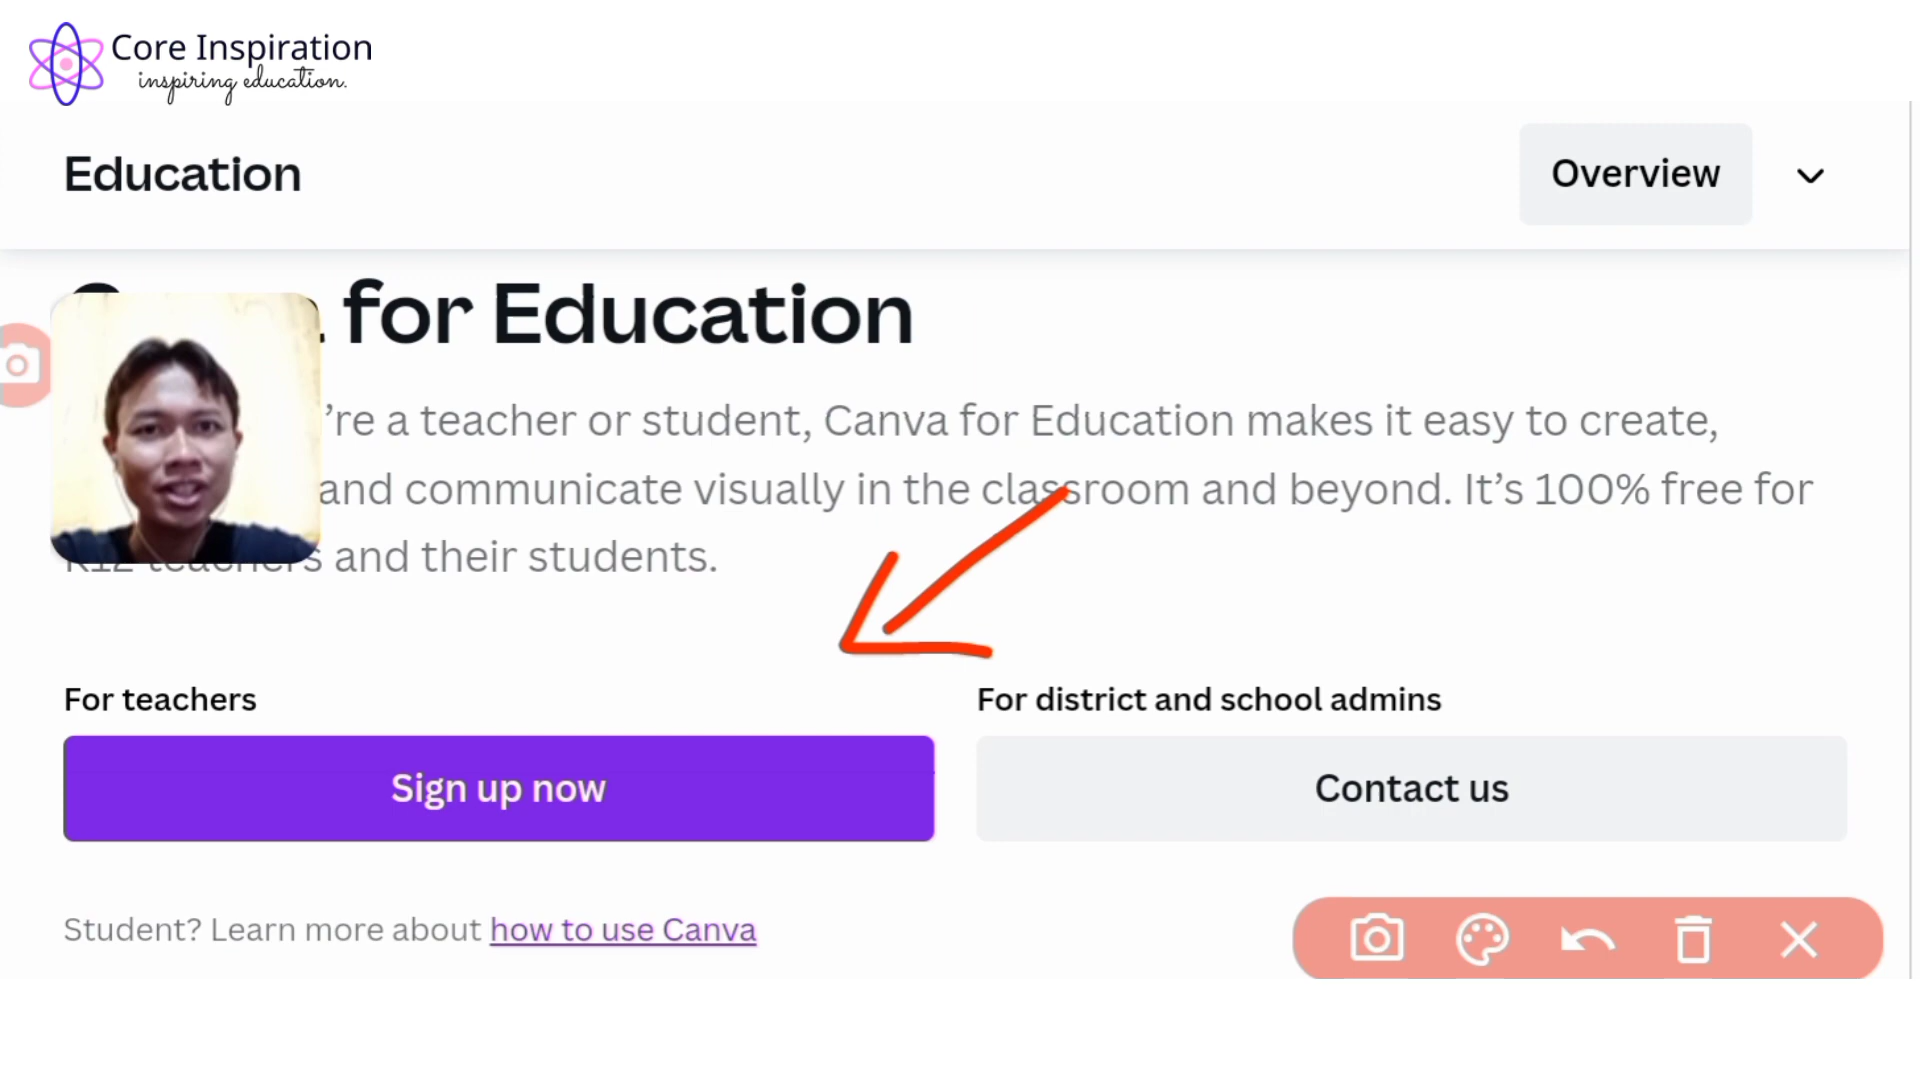 Core Inspiration
inspiring education.
Education
Overview
for Education
’re a teacher or student, Canva for Education makes it easy to create,
and communicate visually in the classroom and beyond. It’s 100% free for
K12 teachers and their students.
For teachers
For district and school admins
Sign up now
Contact us
Student? Learn more about how to use Canva